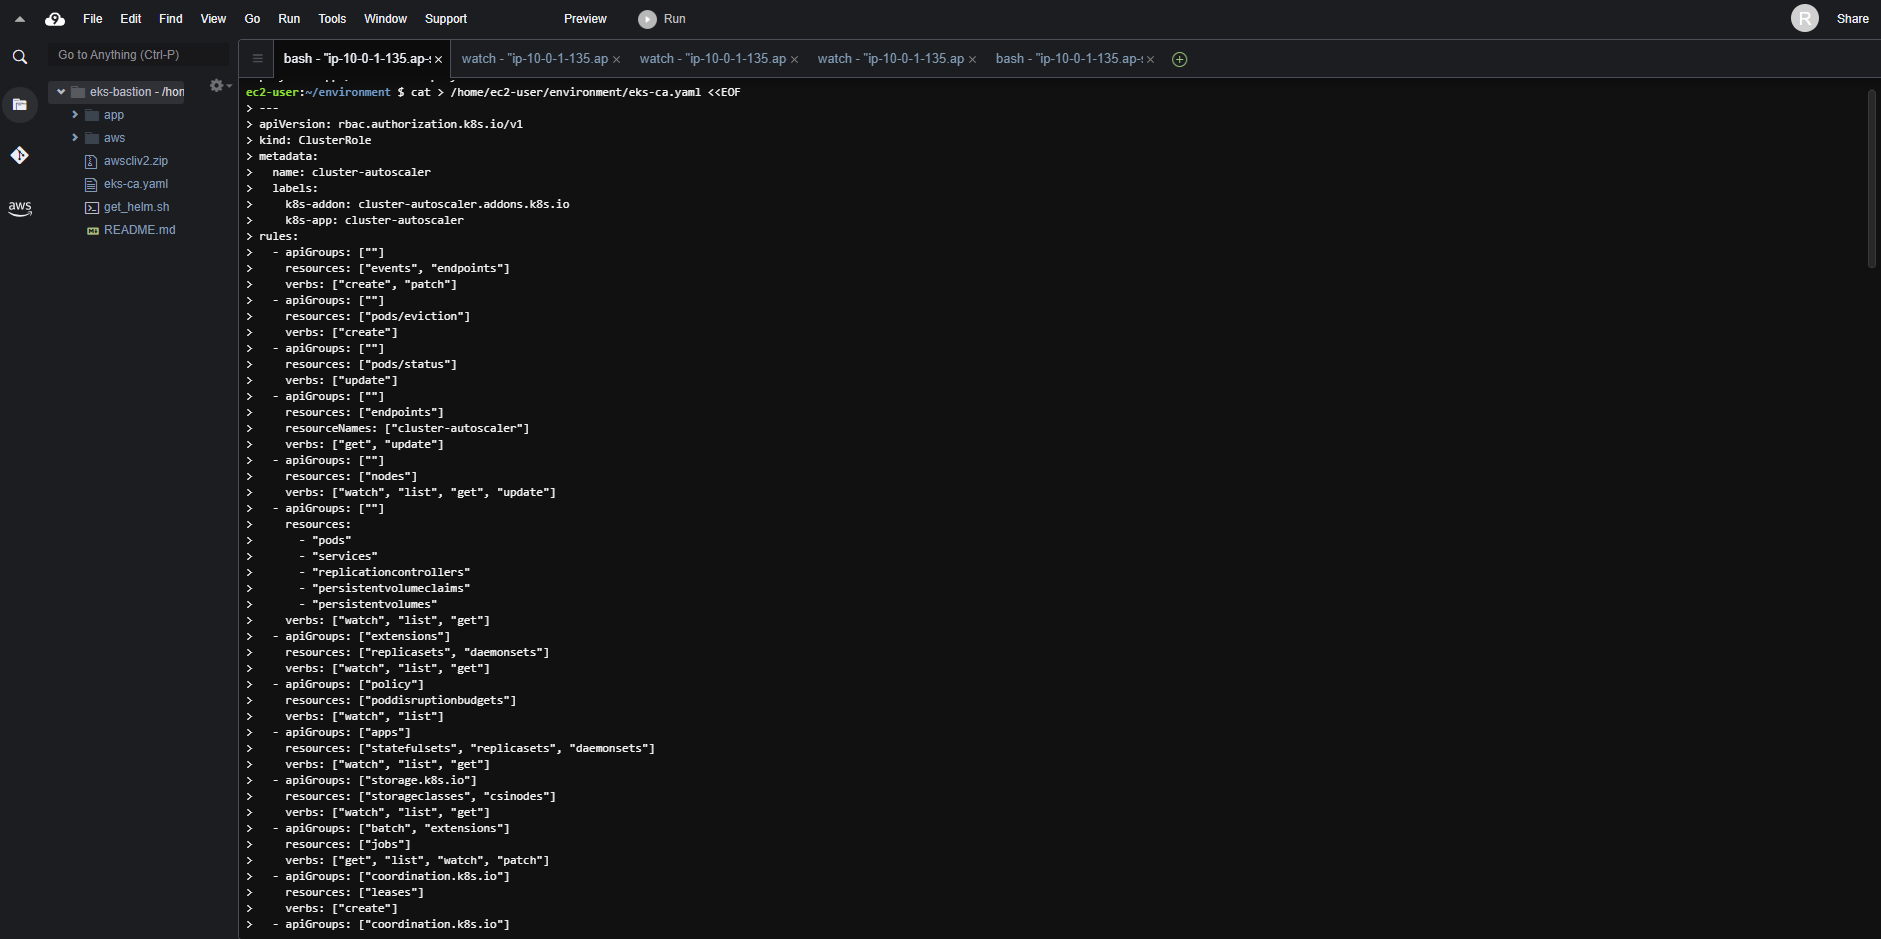 File Edit Find View Go Run Tools Window Support Preview Run R Share
Go to Anything (Ctrl-P)
bash - "ip-10-0-1-135.ap-s × watch - "ip-10-0-1-135.ap × watch - "ip-10-0-1-135.ap × watch - "ip-10-0-1-135.ap × bash - "ip-10-0-1-135.ap-s ×
eks-bastion - /hom
app
aws
awscliv2.zip
eks-ca.yaml
get_helm.sh
README.md
aws
ec2-user:~/environment $ cat > /home/ec2-user/environment/eks-ca.yaml <<EOF
> ---
> apiVersion: rbac.authorization.k8s.io/v1
> kind: ClusterRole
> metadata:
>   name: cluster-autoscaler
>   labels:
>     k8s-addon: cluster-autoscaler.addons.k8s.io
>     k8s-app: cluster-autoscaler
> rules:
>   - apiGroups: [""]
>     resources: ["events", "endpoints"]
>     verbs: ["create", "patch"]
>   - apiGroups: [""]
>     resources: ["pods/eviction"]
>     verbs: ["create"]
>   - apiGroups: [""]
>     resources: ["pods/status"]
>     verbs: ["update"]
>   - apiGroups: [""]
>     resources: ["endpoints"]
>     resourceNames: ["cluster-autoscaler"]
>     verbs: ["get", "update"]
>   - apiGroups: [""]
>     resources: ["nodes"]
>     verbs: ["watch", "list", "get", "update"]
>   - apiGroups: [""]
>     resources:
>       - "pods"
>       - "services"
>       - "replicationcontrollers"
>       - "persistentvolumeclaims"
>       - "persistentvolumes"
>     verbs: ["watch", "list", "get"]
>   - apiGroups: ["extensions"]
>     resources: ["replicasets", "daemonsets"]
>     verbs: ["watch", "list", "get"]
>   - apiGroups: ["policy"]
>     resources: ["poddisruptionbudgets"]
>     verbs: ["watch", "list"]
>   - apiGroups: ["apps"]
>     resources: ["statefulsets", "replicasets", "daemonsets"]
>     verbs: ["watch", "list", "get"]
>   - apiGroups: ["storage.k8s.io"]
>     resources: ["storageclasses", "csinodes"]
>     verbs: ["watch", "list", "get"]
>   - apiGroups: ["batch", "extensions"]
>     resources: ["jobs"]
>     verbs: ["get", "list", "watch", "patch"]
>   - apiGroups: ["coordination.k8s.io"]
>     resources: ["leases"]
>     verbs: ["create"]
>   - apiGroups: ["coordination.k8s.io"]